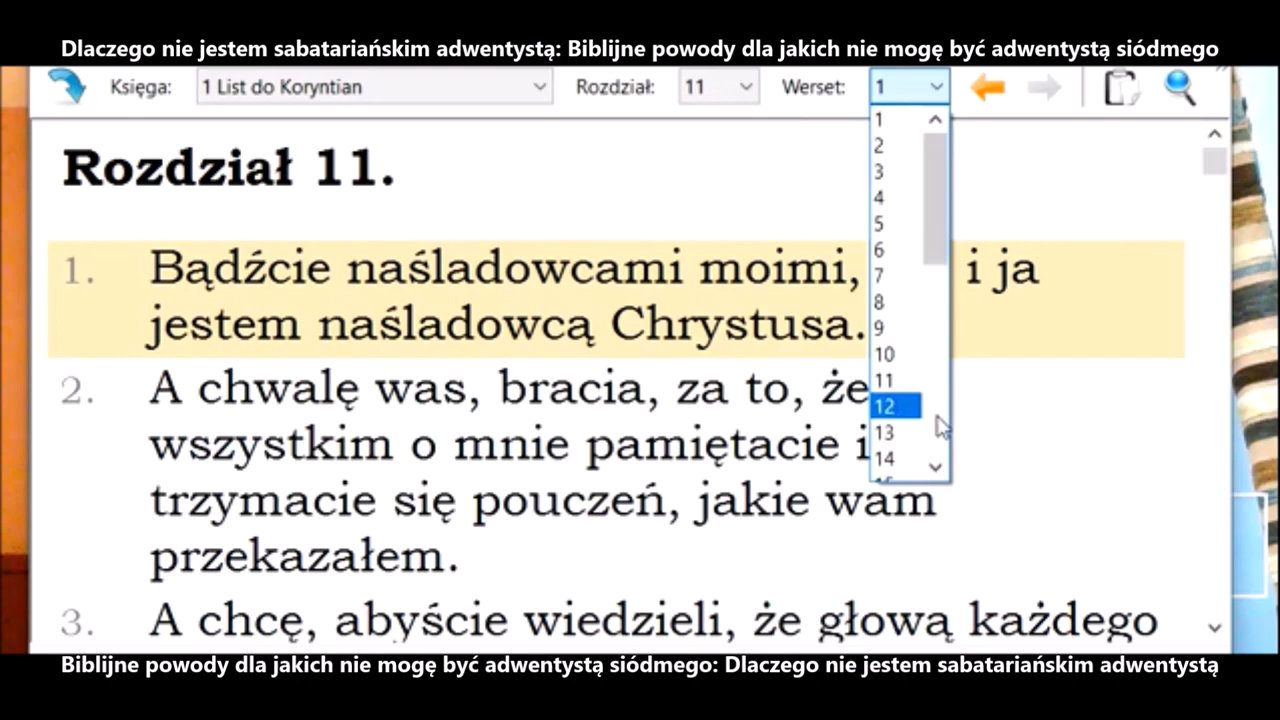 Dlaczego nie jestem sabatariańskim adwentystą: Biblijne powody dla jakich nie mogę być adwentystą siódmego
Księga: 1 List do Koryntian Rozdział: 11 Werset: 1
1
2
3
4
5
6
7
8
9
10
11
12
13
14
Rozdział 11.
1. Bądźcie naśladowcami moimi, i ja
jestem naśladowcą Chrystusa.
2. A chwalę was, bracia, za to, że
wszystkim o mnie pamiętacie i
trzymacie się pouczeń, jakie wam
przekazałem.
3. A chcę, abyście wiedzieli, że głową każdego
Biblijne powody dla jakich nie mogę być adwentystą siódmego: Dlaczego nie jestem sabatariańskim adwentystą